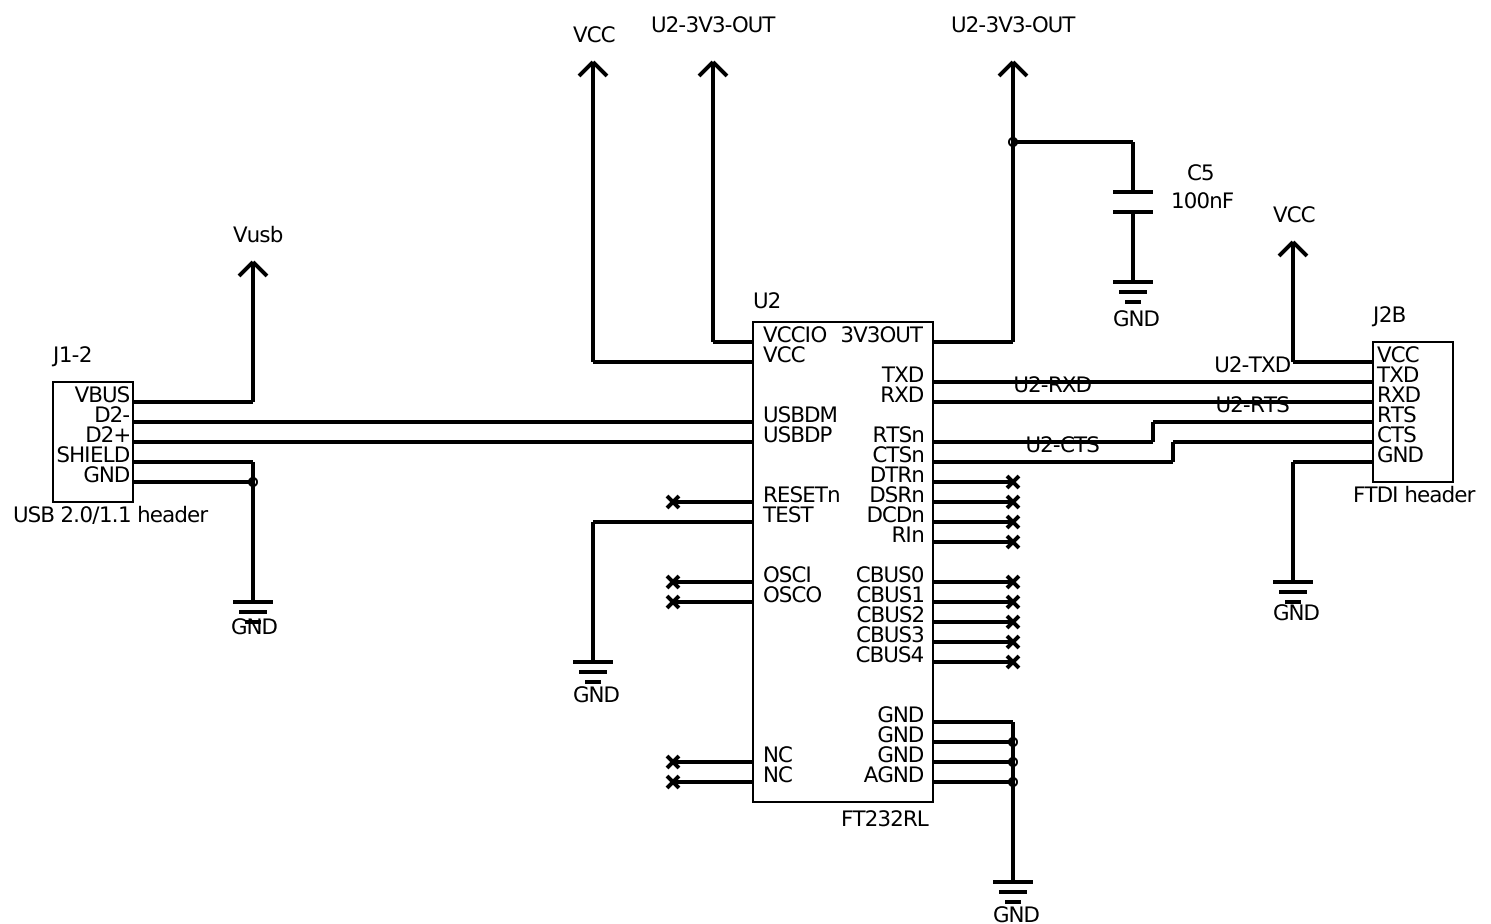 VCC
U2-3V3-OUT
U2-3V3-OUT
C5
100nF
GND
VCC
Vusb
J1-2
VBUS
D2-
D2+
SHIELD
GND
USB 2.0/1.1 header
GND
U2
VCCIO 3V3OUT
VCC
TXD
RXD
USBDM
USBDP
RTSn
CTSn
DTRn
RESETn
DSRn
TEST
DCDn
RIn
OSCI
CBUS0
OSCO
CBUS1
CBUS2
CBUS3
CBUS4
GND
GND
NC
GND
NC
AGND
FT232RL
GND
GND
U2-TXD
U2-RXD
U2-RTS
U2-CTS
J2B
VCC
TXD
RXD
RTS
CTS
GND
FTDI header
GND